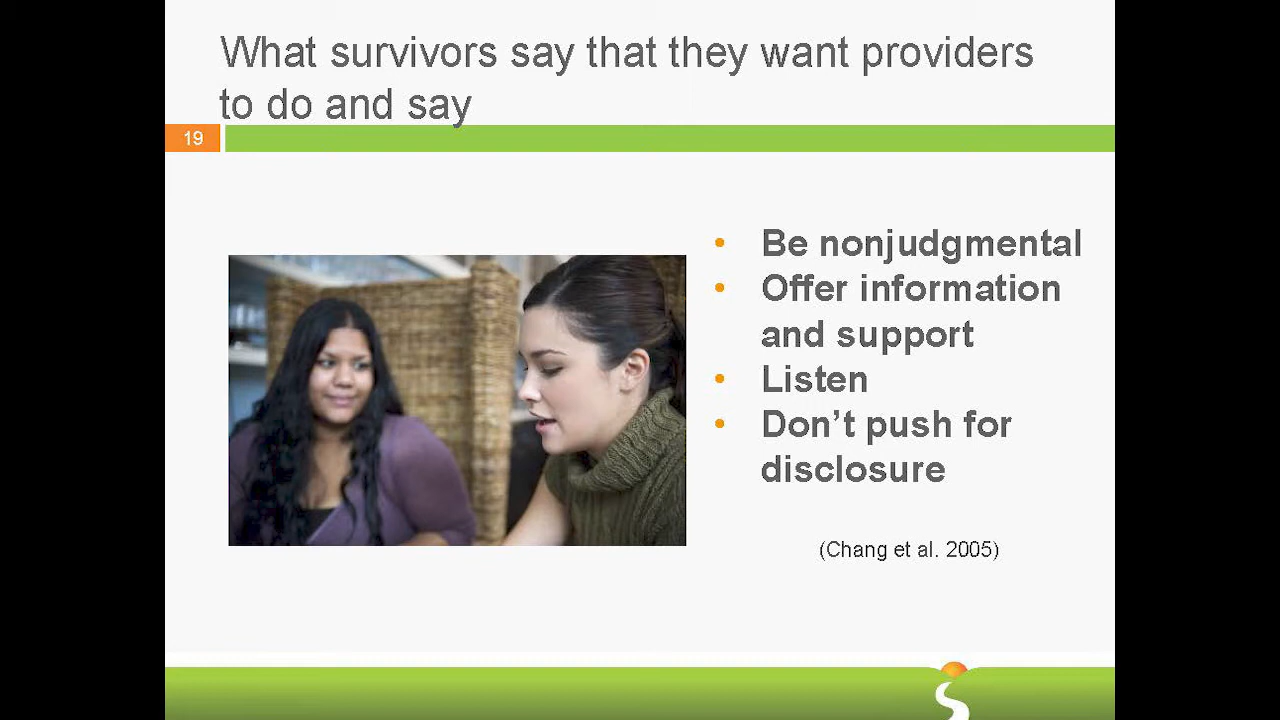 What survivors say that they want providers
to do and say
19
• Be nonjudgmental
• Offer information
and support
• Listen
• Don’t push for
disclosure
(Chang et al. 2005)